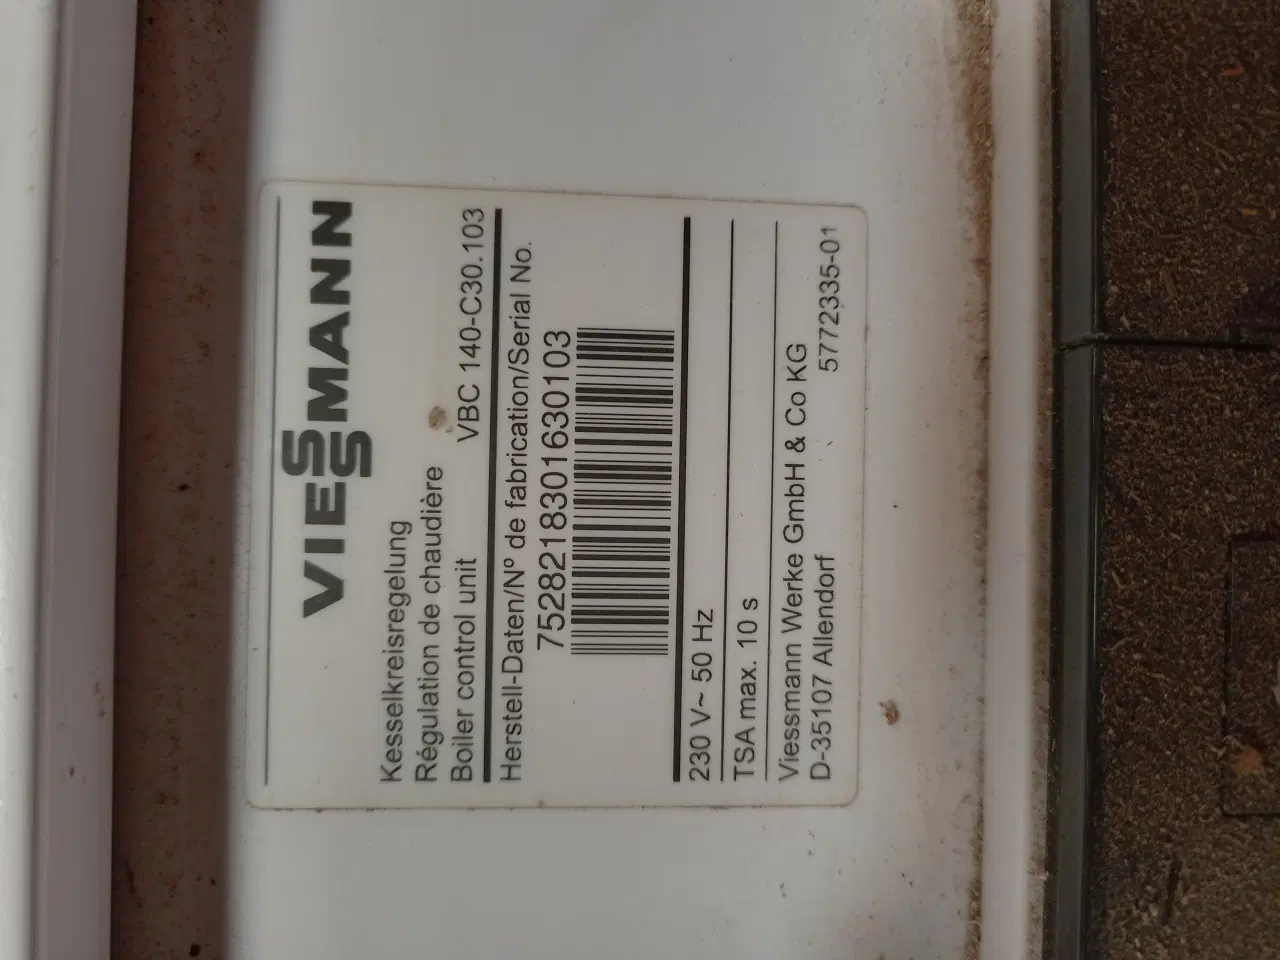 VIESSMANN
Kesselkreisregelung
Régulation de chaudière
Boiler control unit VBC 140-C30.103
Herstell-Daten/Nº de fabrication/Serial No.
7528218301630103
230 V~ 50 Hz
TSA max. 10 s
Viessmann Werke GmbH & Co KG
D-35107 Allendorf 5772335-01